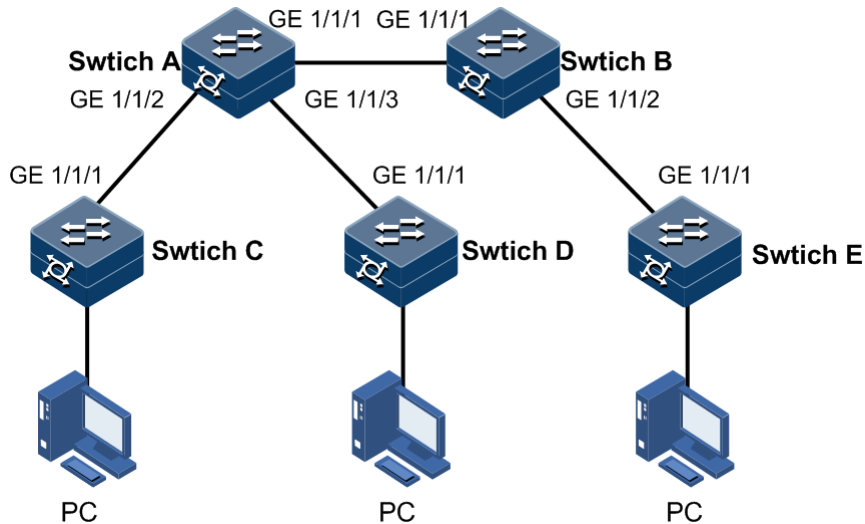 GE 1/1/1 GE 1/1/1
Swtich A Swtich B
GE 1/1/2 GE 1/1/3 GE 1/1/2
GE 1/1/1 GE 1/1/1 GE 1/1/1
Swtich C Swtich D Swtich E
PC PC PC